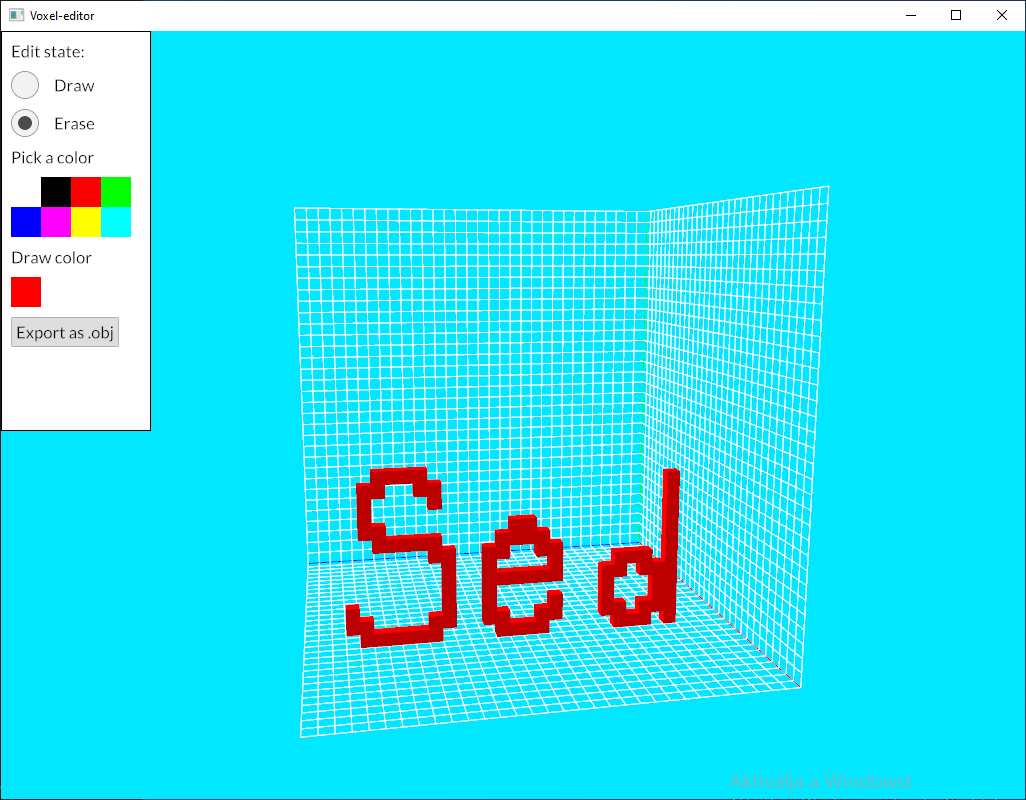 Voxel-editor
Edit state:
Draw
Erase
Pick a color
Draw color
Export as .obj
Sed
Aktiválja a Windowst